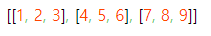 [[1, 2, 3], [4, 5, 6], [7, 8, 9]]